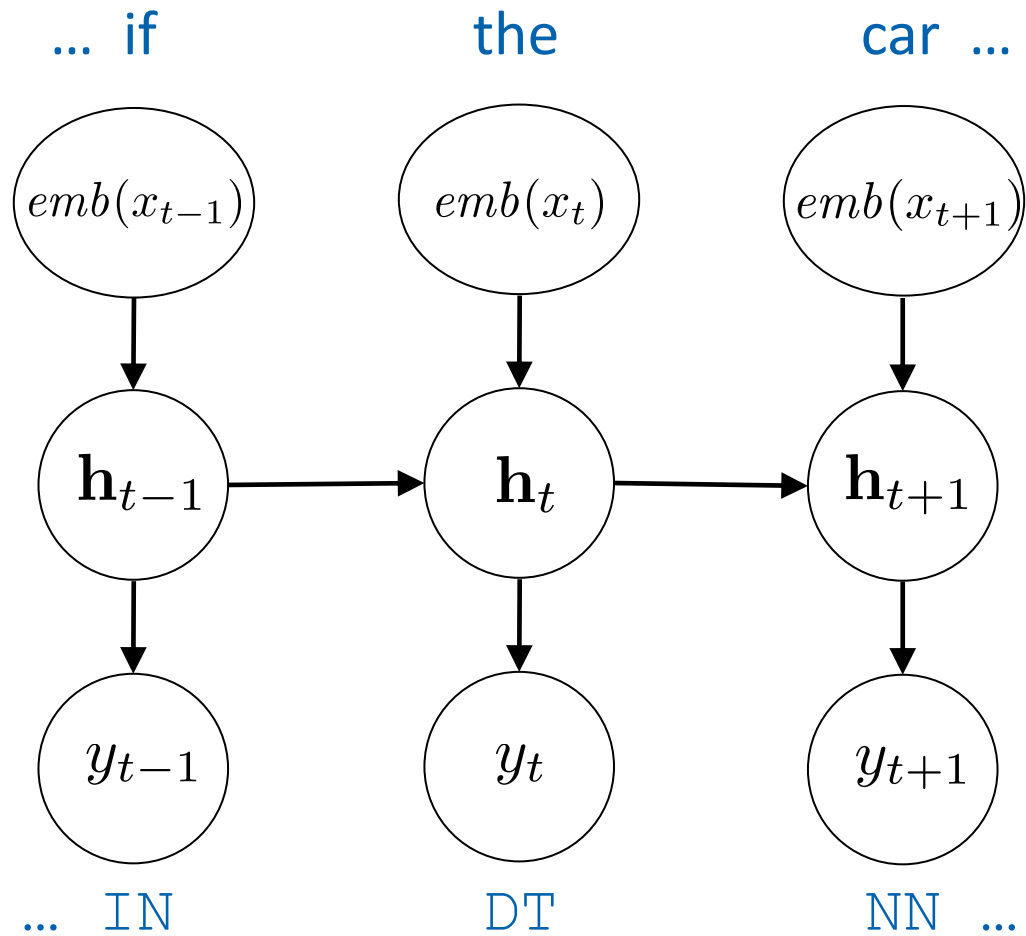 ... if the car ...
emb(x_{t−1}) emb(x_t) emb(x_{t+1})
h_{t−1} h_t h_{t+1}
y_{t−1} y_t y_{t+1}
... IN DT NN ...